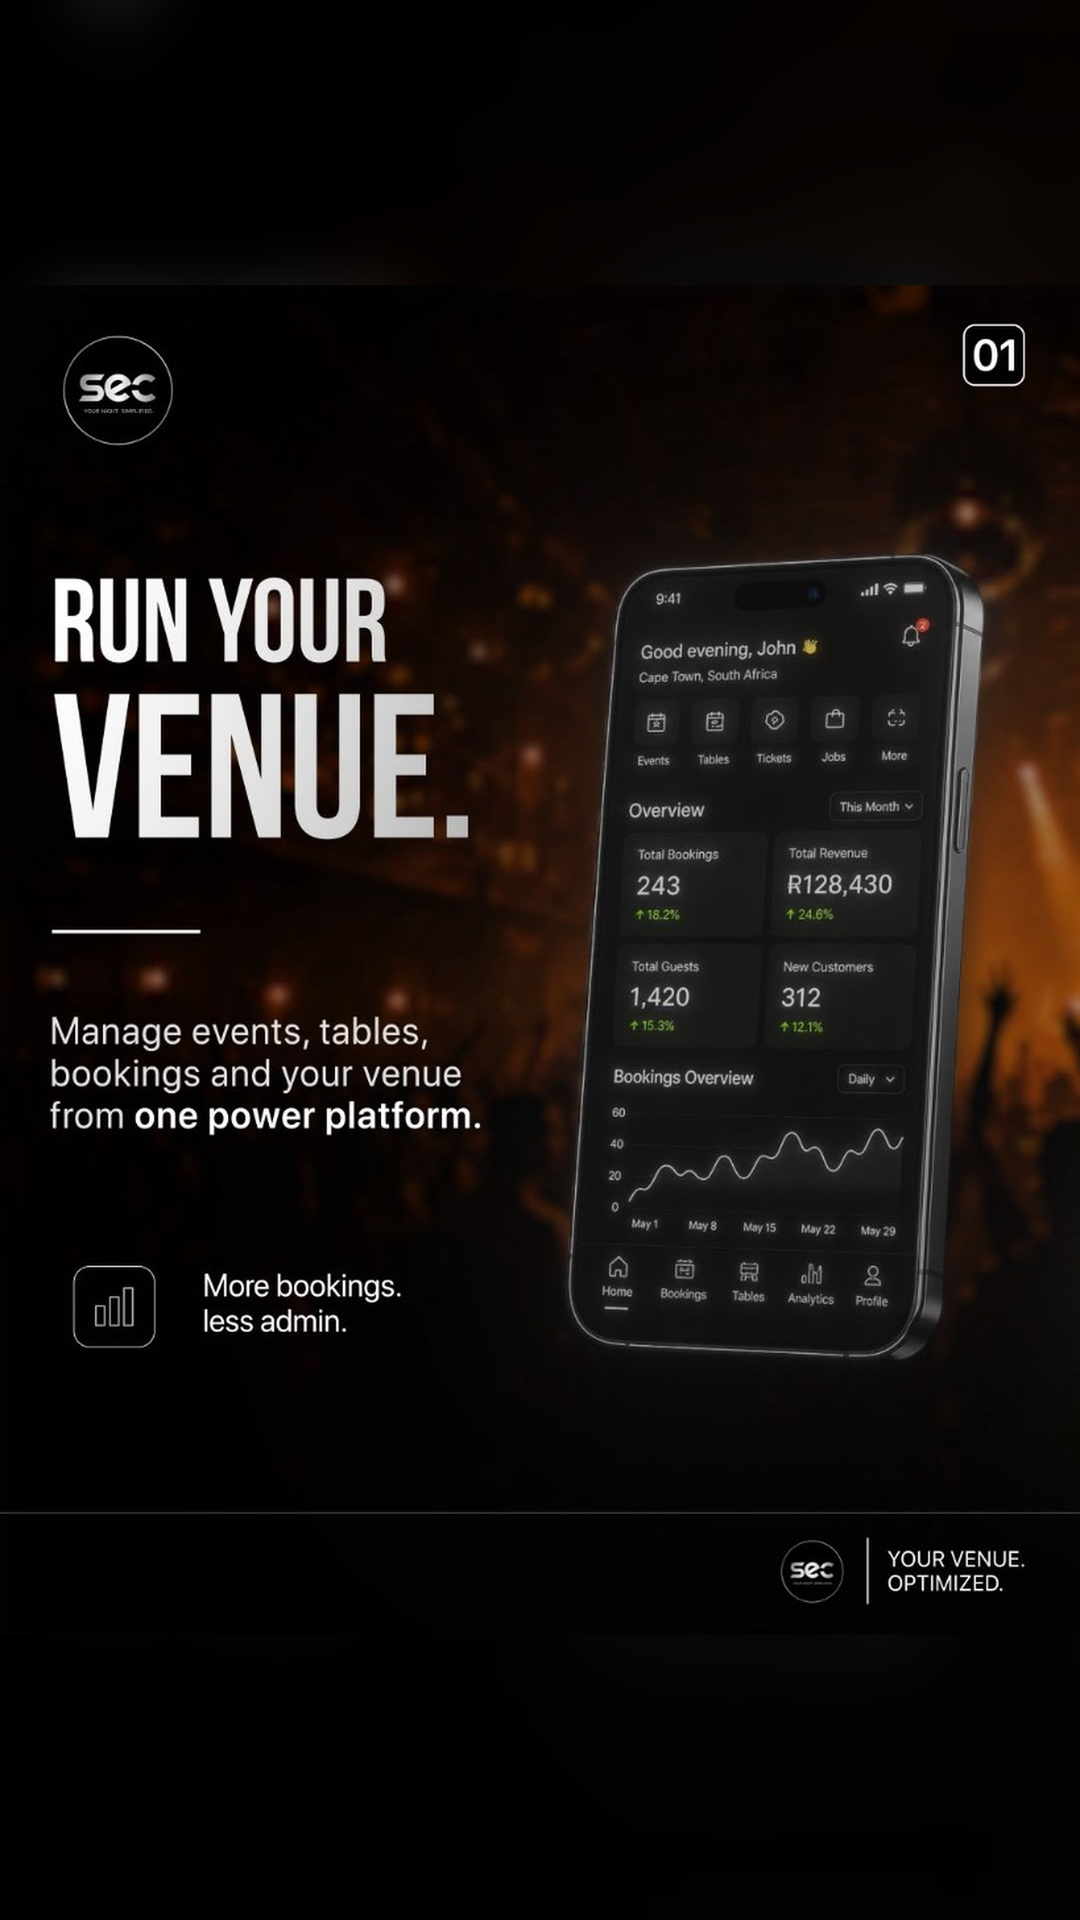 sec
YOUR NIGHT. SIMPLIFIED.
01
RUN YOUR
VENUE.
Manage events, tables,
bookings and your venue
from one power platform.
More bookings.
less admin.
9:41
2
Good evening, John 👋
Cape Town, South Africa
Events Tables Tickets Jobs More
Overview This Month
Total Bookings Total Revenue
243 R128,430
↑ 18.2% ↑ 24.6%
Total Guests New Customers
1,420 312
↑ 15.3% ↑ 12.1%
Bookings Overview Daily
60
40
20
0
May 1 May 8 May 15 May 22 May 29
Home Bookings Tables Analytics Profile
sec
YOUR VENUE.
OPTIMIZED.